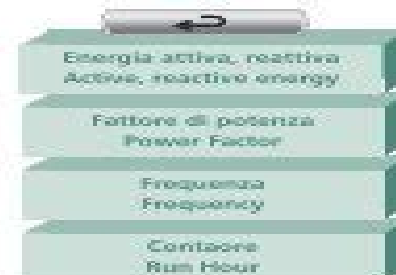 Energia attiva, reattiva
Active, reactive energy
Fattore di potenza
Power Factor
Frequenza
Frequency
Contaore
Run Hour